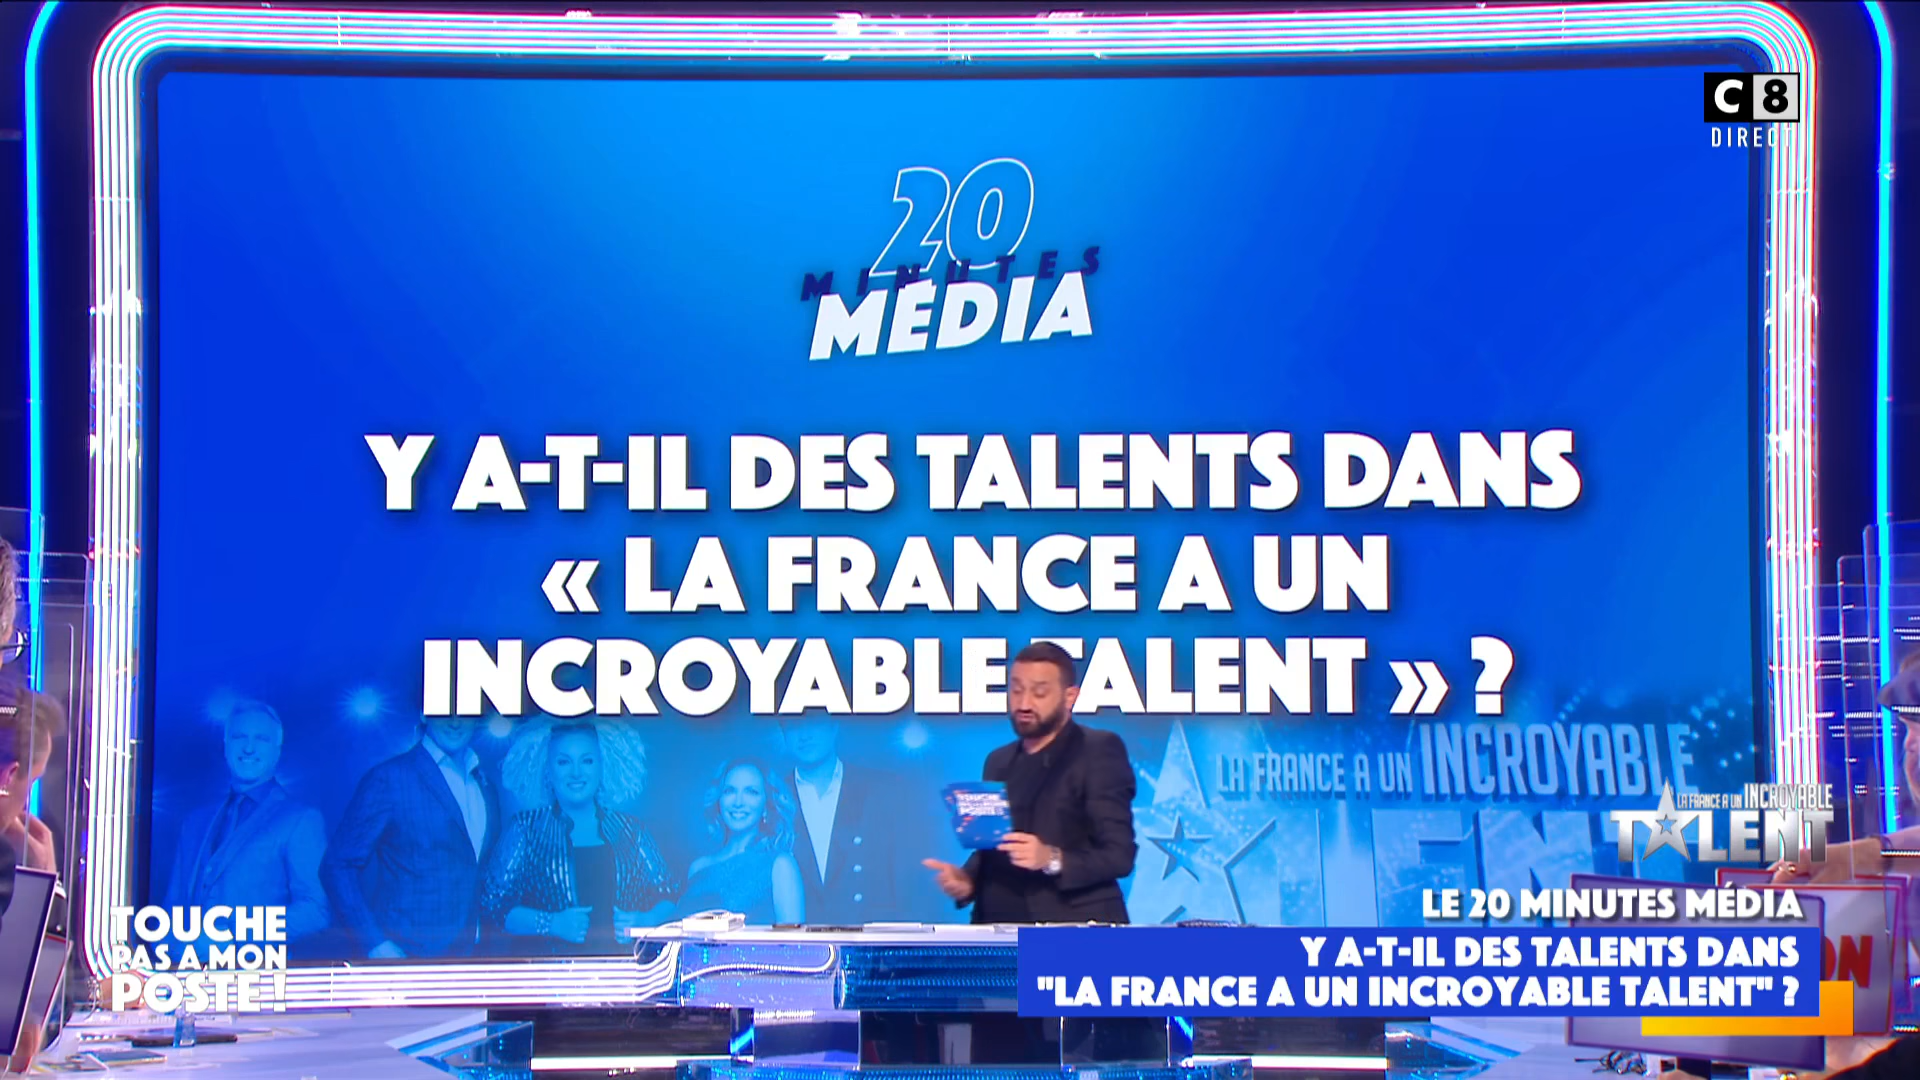 C8
DIRECT
20
MINUTES
MÉDIA
Y A-T-IL DES TALENTS DANS
« LA FRANCE A UN
INCROYABLE TALENT » ?
LA FRANCE A UN INCROYABLE
TALENT
LA FRANCE A UN INCROYABLE
TALENT
LE 20 MINUTES MÉDIA
Y A-T-IL DES TALENTS DANS
"LA FRANCE A UN INCROYABLE TALENT" ?
TOUCHE
PAS À MON
POSTE!